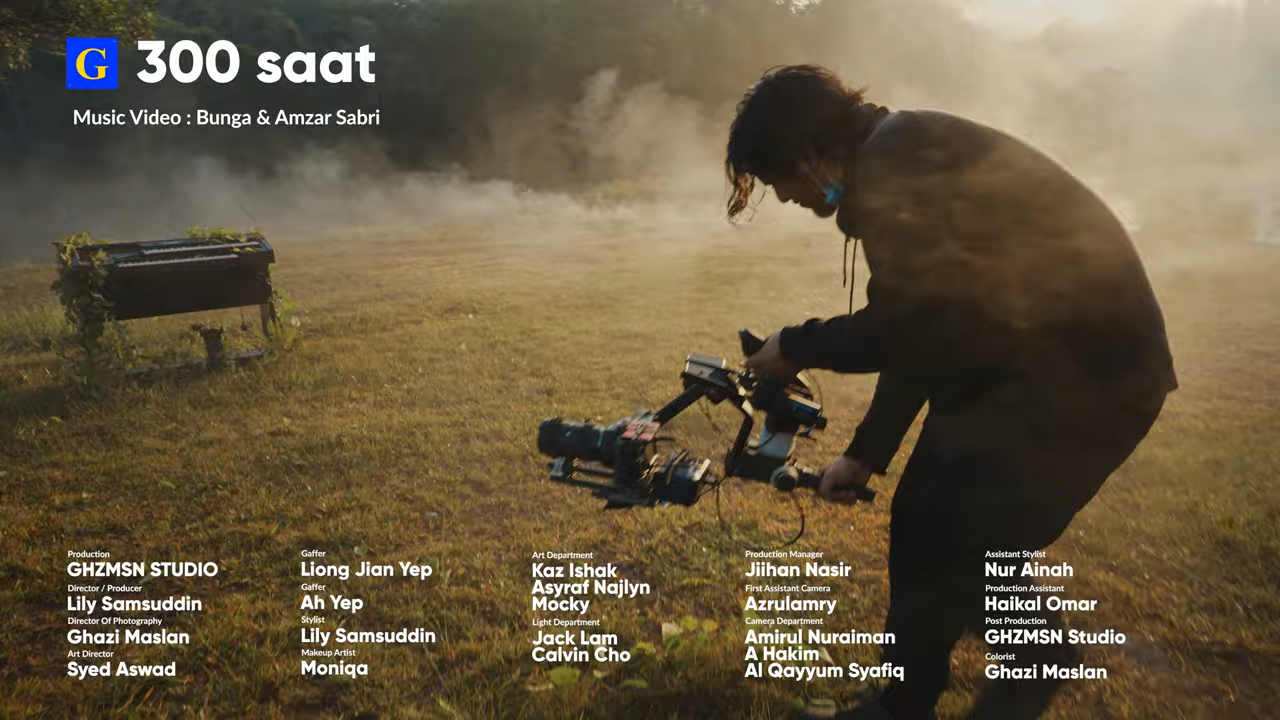 G 300 saat
Music Video : Bunga & Amzar Sabri
Production
GHZMSN STUDIO
Director / Producer
Lily Samsuddin
Director Of Photography
Ghazi Maslan
Art Director
Syed Aswad
Gaffer
Liong Jian Yep
Gaffer
Ah Yep
Stylist
Lily Samsuddin
Makeup Artist
Moniqa
Art Department
Kaz Ishak
Asyraf Najlyn
Mocky
Light Department
Jack Lam
Calvin Cho
Production Manager
Jiihan Nasir
First Assistant Camera
Azrulamry
Camera Department
Amirul Nuraiman
A Hakim
Al Qayyum Syafiq
Assistant Stylist
Nur Ainah
Production Assistant
Haikal Omar
Post Production
GHZMSN Studio
Colorist
Ghazi Maslan